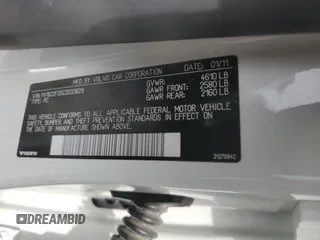 MFD. BY VOLVO CAR CORPORATION 01/11
TYPE: PC
GVWR: 4610 LB
GAWR FRONT: 2580 LB
GAWR REAR: 2160 LB
THIS VEHICLE CONFORMS TO ALL APPLICABLE FEDERAL MOTOR VEHICLE
SAFETY, BUMPER AND THEFT PREVENTION STANDARDS IN EFFECT ON THE
DATE OF MANUFACTURE SHOWN ABOVE.
DREAMBID